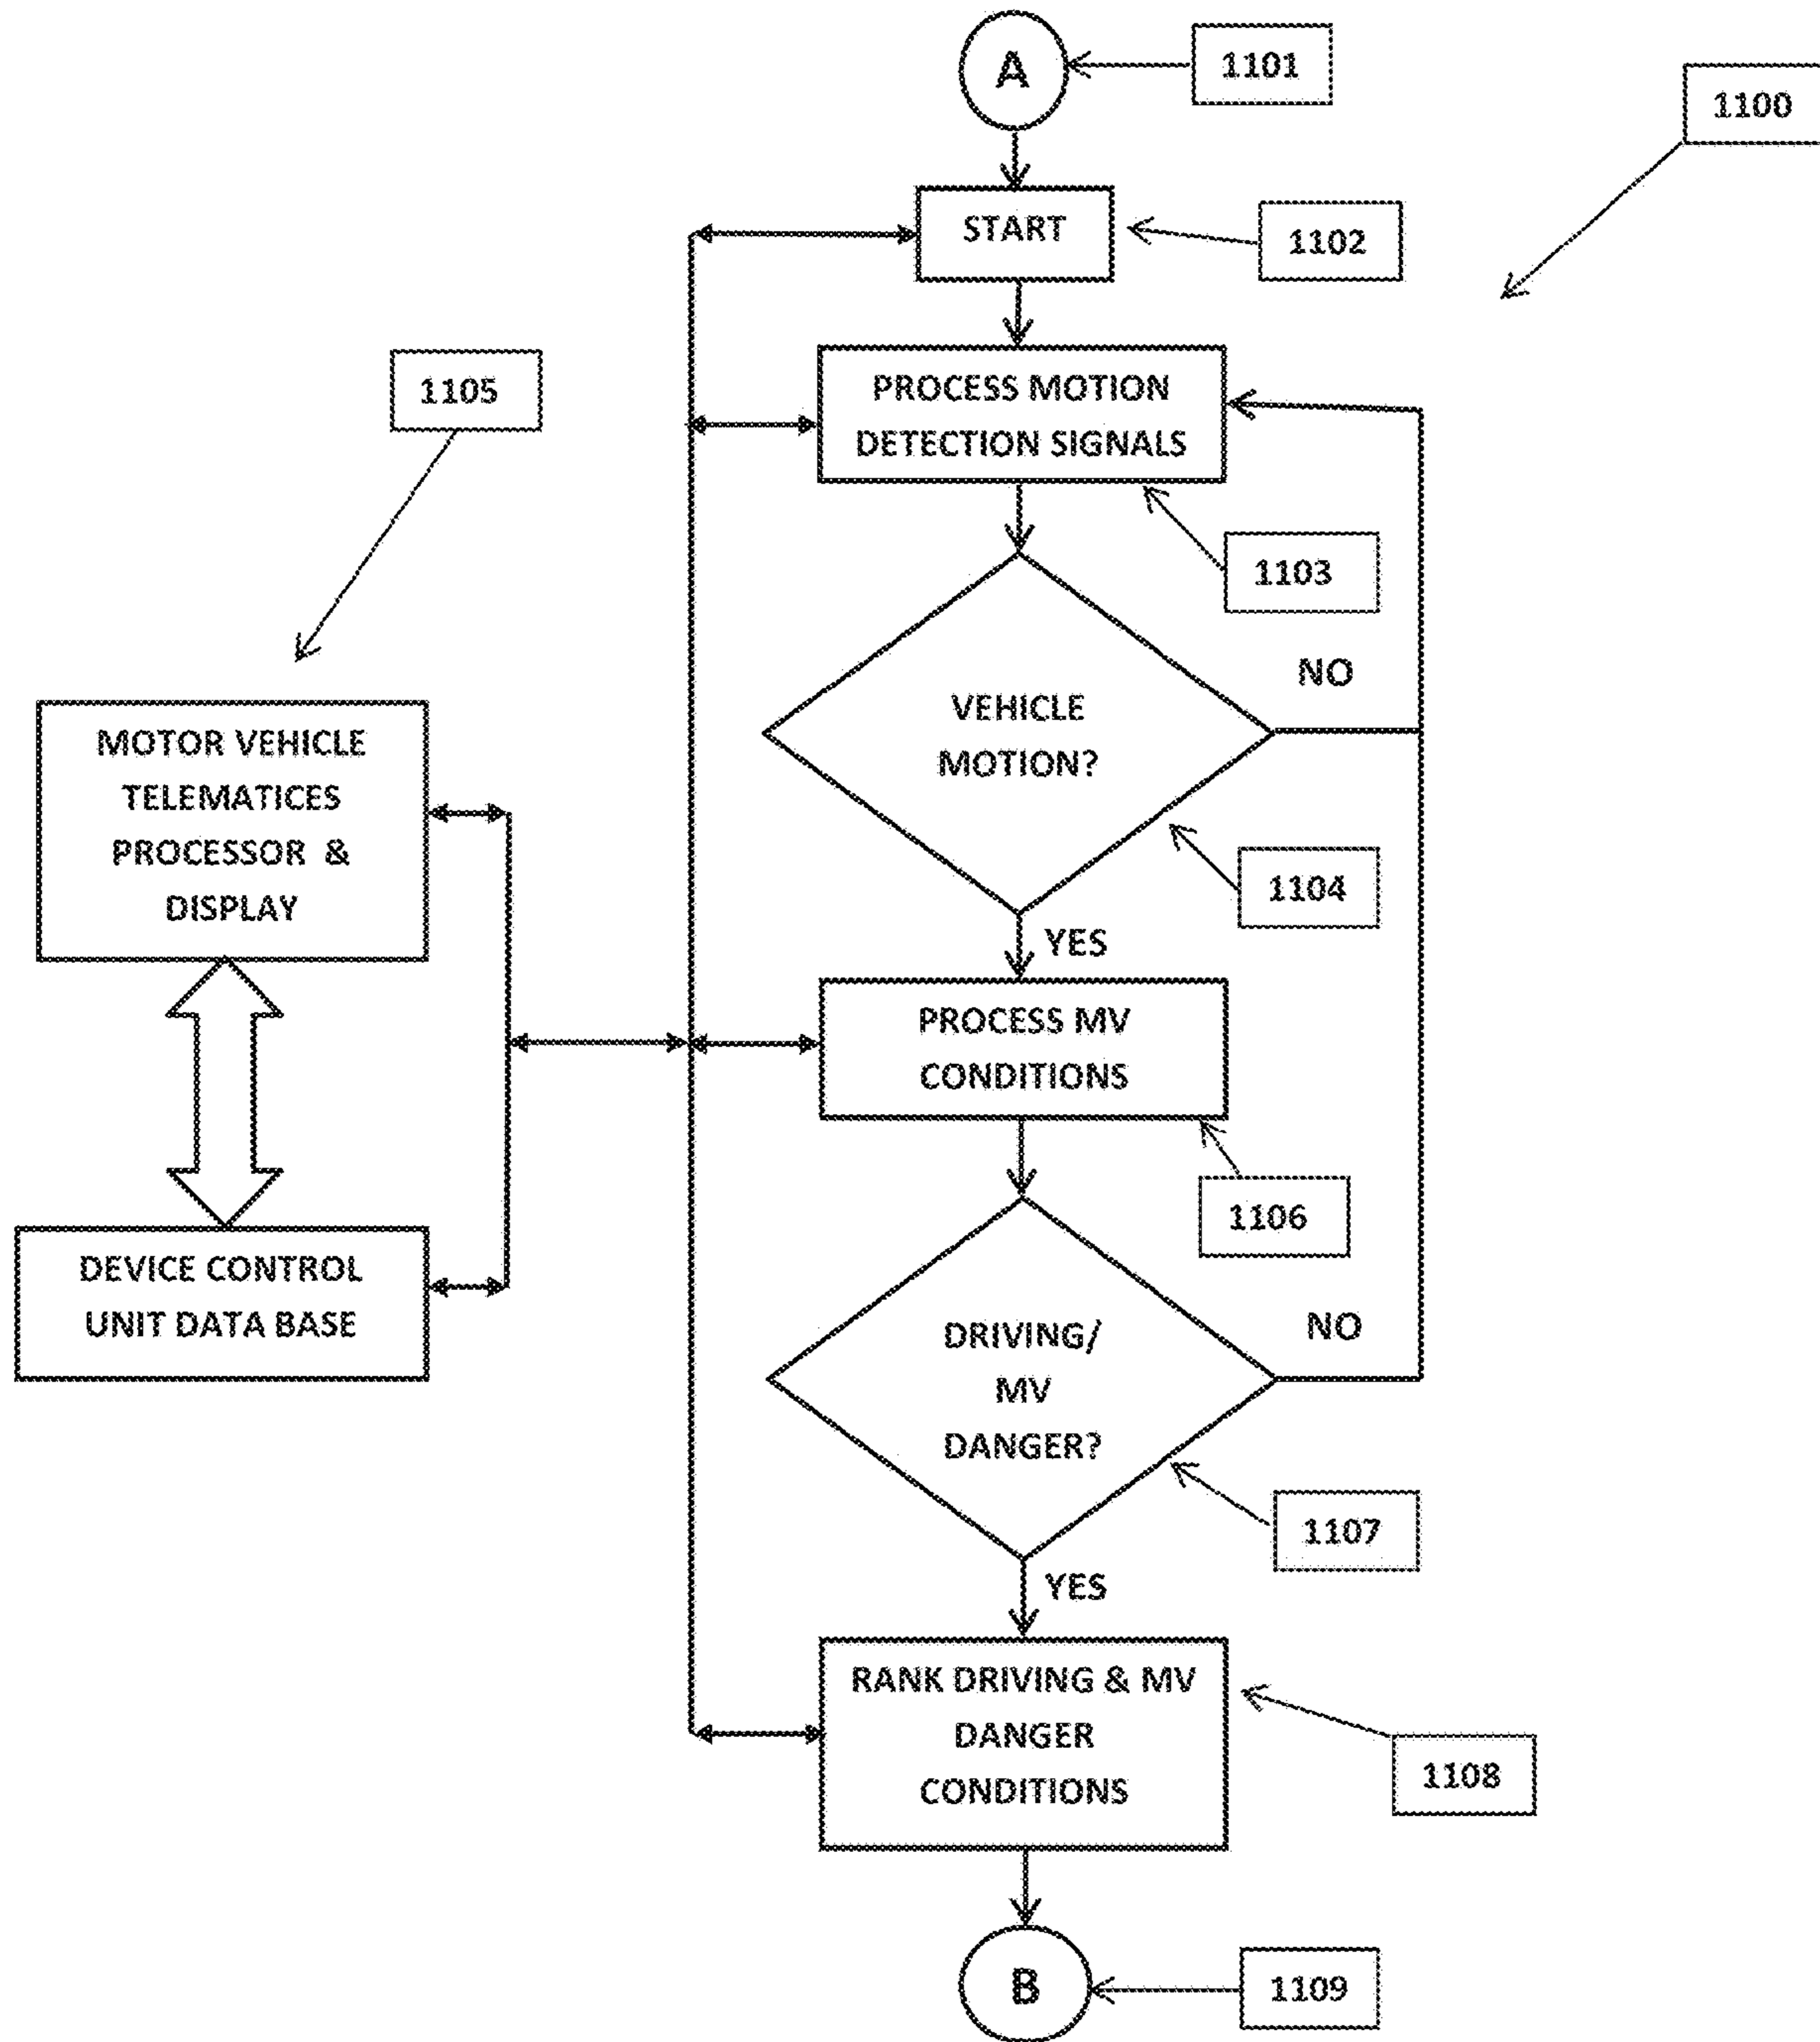 A
1101
1100
START
1102
PROCESS MOTION
DETECTION SIGNALS
1105
1103
VEHICLE
MOTION?
NO
1104
YES
MOTOR VEHICLE
TELEMATICES
PROCESSOR &
DISPLAY
PROCESS MV
CONDITIONS
1106
DEVICE CONTROL
UNIT DATA BASE
DRIVING/
MV
DANGER?
NO
1107
YES
RANK DRIVING & MV
DANGER
CONDITIONS
1108
B
1109